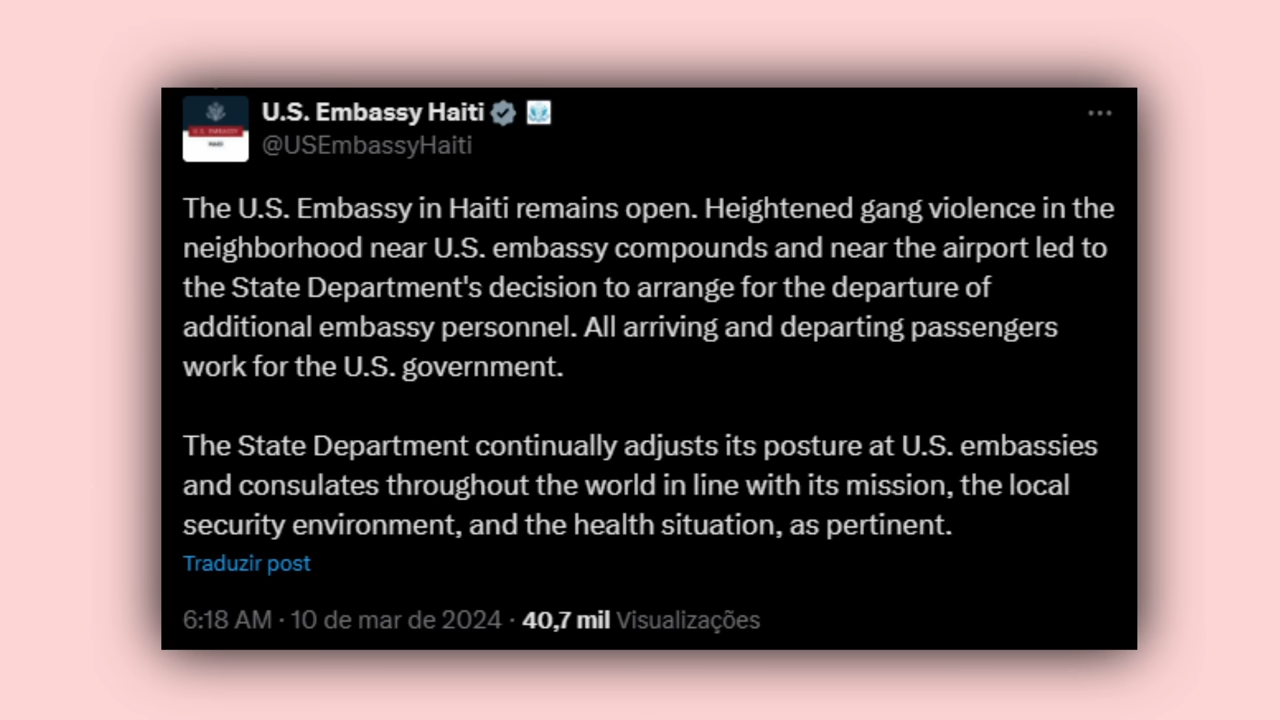 U.S. Embassy Haiti
U.S. EMBASSY
HAITI
@USEmbassyHaiti
The U.S. Embassy in Haiti remains open. Heightened gang violence in the
neighborhood near U.S. embassy compounds and near the airport led to
the State Department's decision to arrange for the departure of
additional embassy personnel. All arriving and departing passengers
work for the U.S. government.
The State Department continually adjusts its posture at U.S. embassies
and consulates throughout the world in line with its mission, the local
security environment, and the health situation, as pertinent.
Traduzir post
6:18 AM · 10 de mar de 2024 · 40,7 mil Visualizações